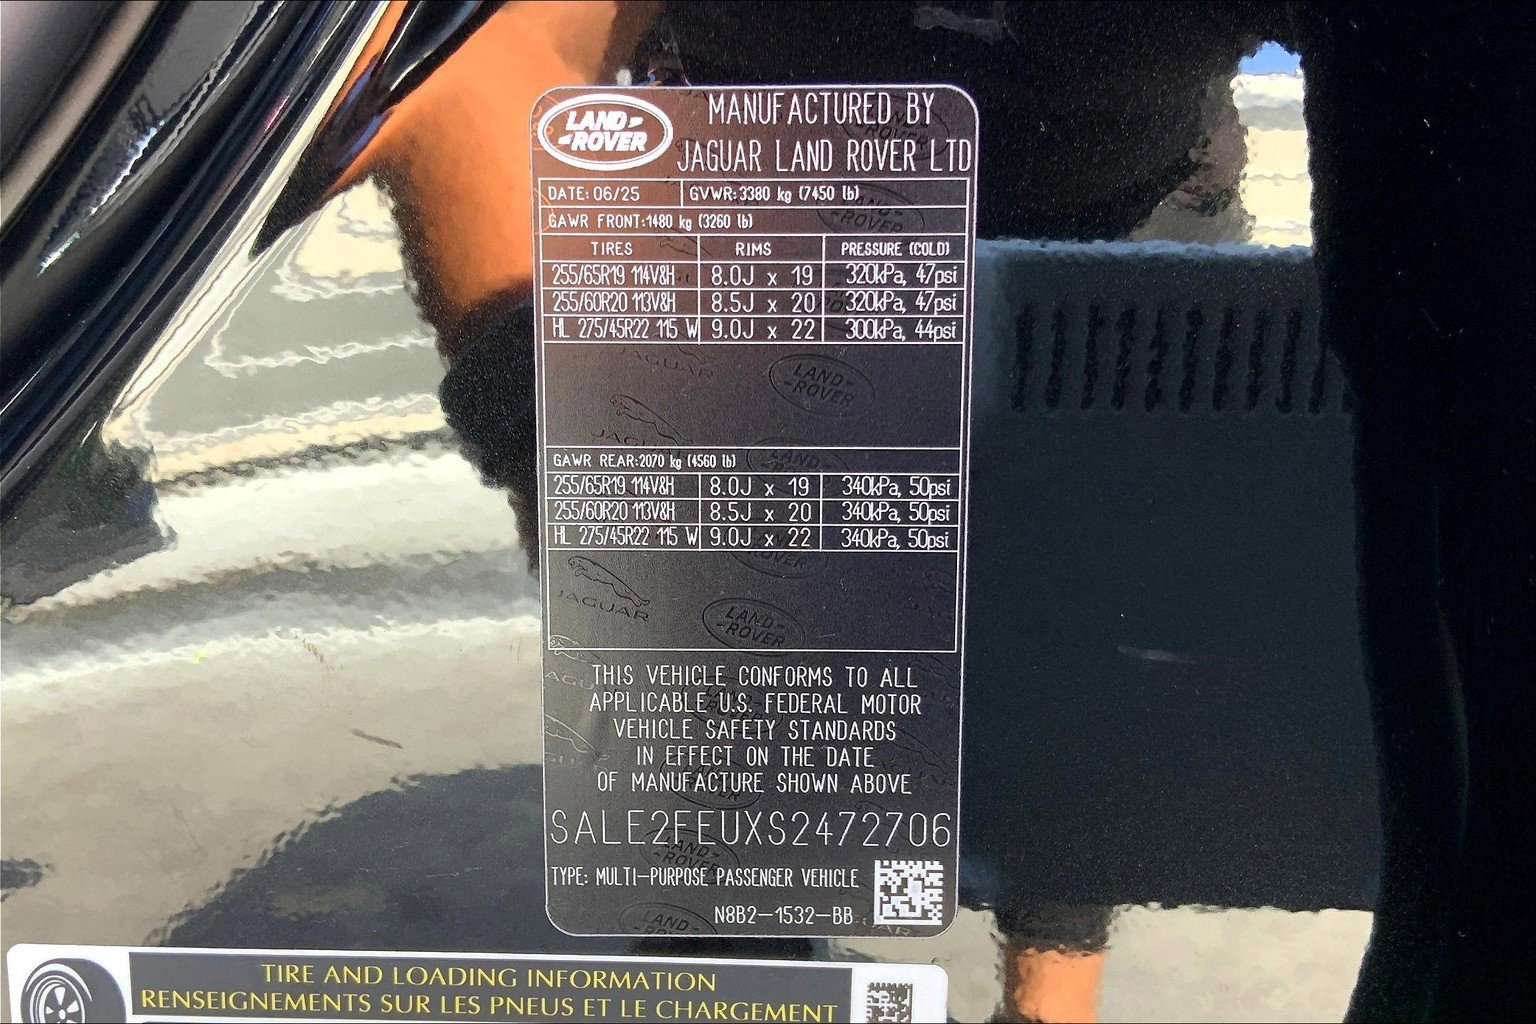 LAND-
-ROVER
MANUFACTURED BY
JAGUAR LAND ROVER LTD
DATE: 06/25 GVWR:3380 kg (7450 lb)
GAWR FRONT:1480 kg (3260 lb)
TIRES RIMS PRESSURE (COLD)
255/65R19 114V&H 8.0J x 19 320kPa, 47psi
255/60R20 113V&H 8.5J x 20 320kPa, 47psi
HL 275/45R22 115 W 9.0J x 22 300kPa, 44psi
GAWR REAR:2070 kg (4560 lb)
255/65R19 114V&H 8.0J x 19 340kPa, 50psi
255/60R20 113V&H 8.5J x 20 340kPa, 50psi
HL 275/45R22 115 W 9.0J x 22 340kPa, 50psi
THIS VEHICLE CONFORMS TO ALL
APPLICABLE U.S. FEDERAL MOTOR
VEHICLE SAFETY STANDARDS
IN EFFECT ON THE DATE
OF MANUFACTURE SHOWN ABOVE
SALE2FEUXS2472706
TYPE: MULTI-PURPOSE PASSENGER VEHICLE
N8B2-1532-BB
TIRE AND LOADING INFORMATION
RENSEIGNEMENTS SUR LES PNEUS ET LE CHARGEMENT